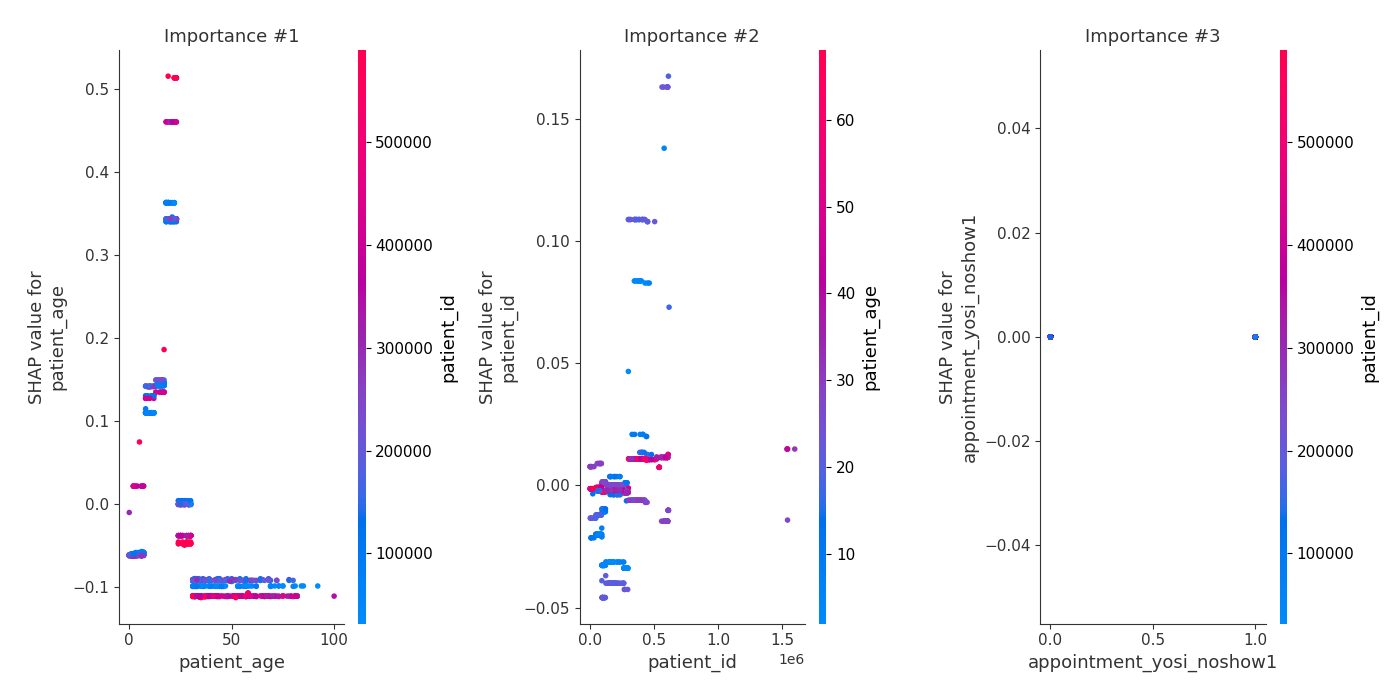 Importance #1
0.5
0.4
0.3
0.2
0.1
0.0
−0.1
SHAP value for
patient_age
0
50
100
patient_age
500000
400000
300000
200000
100000
patient_id
Importance #2
0.15
0.10
0.05
0.00
−0.05
SHAP value for
patient_id
0.0
0.5
1.0
1.5
1e6
patient_id
60
50
40
30
20
10
patient_age
Importance #3
0.04
0.02
0.00
−0.02
−0.04
SHAP value for
appointment_yosi_noshow1
0.0
0.5
1.0
appointment_yosi_noshow1
500000
400000
300000
200000
100000
patient_id